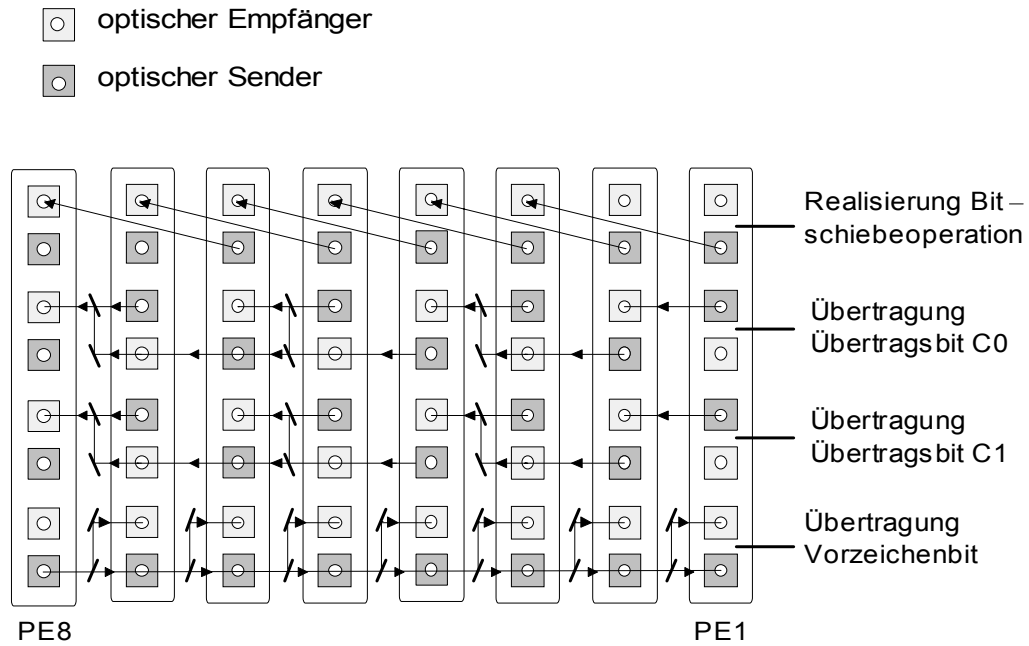 optischer Empfänger
optischer Sender
Realisierung Bit –
schiebeoperation
Übertragung
Übertragsbit C0
Übertragung
Übertragsbit C1
Übertragung
Vorzeichenbit
PE8
PE1